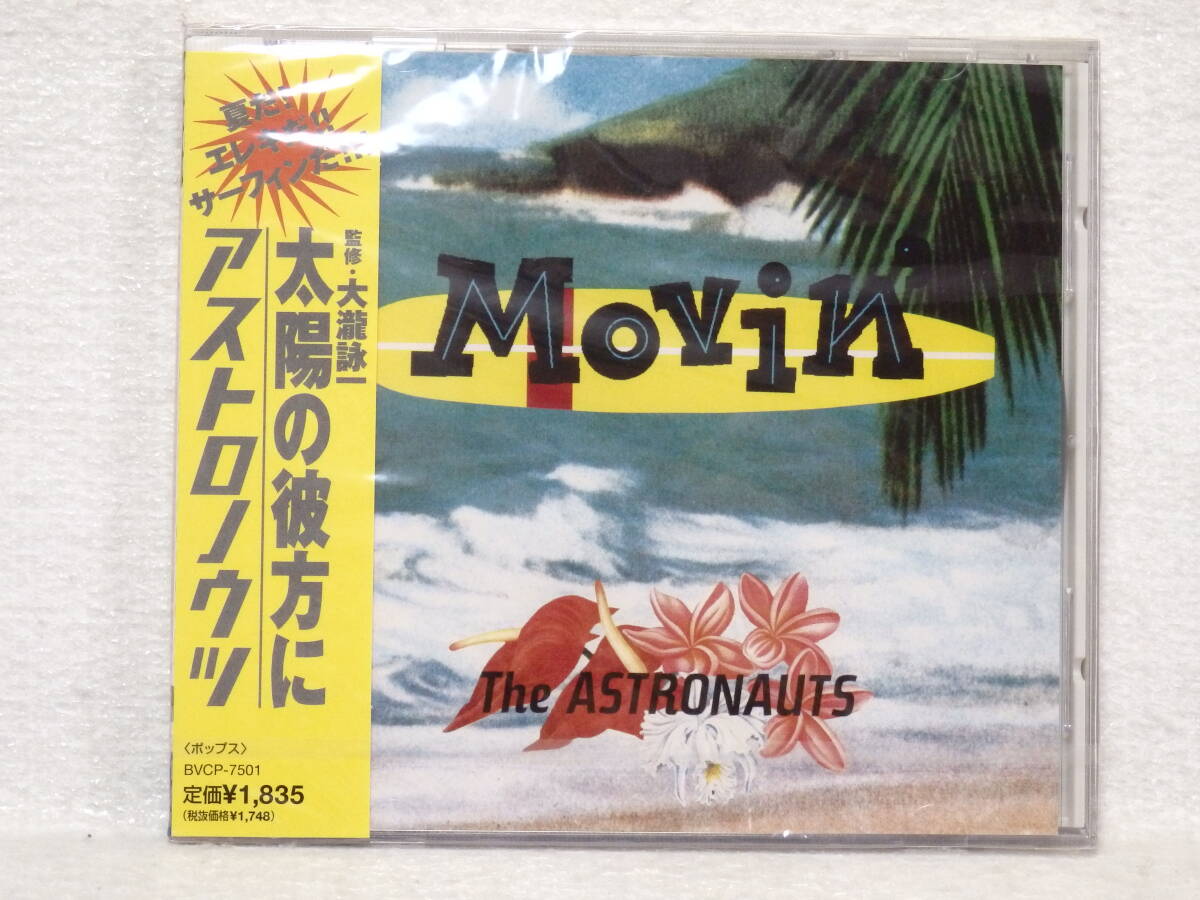 夏だ!
エレキだ!
サーフィンだ!!!
監修・大瀧詠一
太陽の彼方に
アストロノウツ
〈ポップス〉
BVCP-7501
定価¥1,835
(税抜価格¥1,748)
Movin'
The ASTRONAUTS